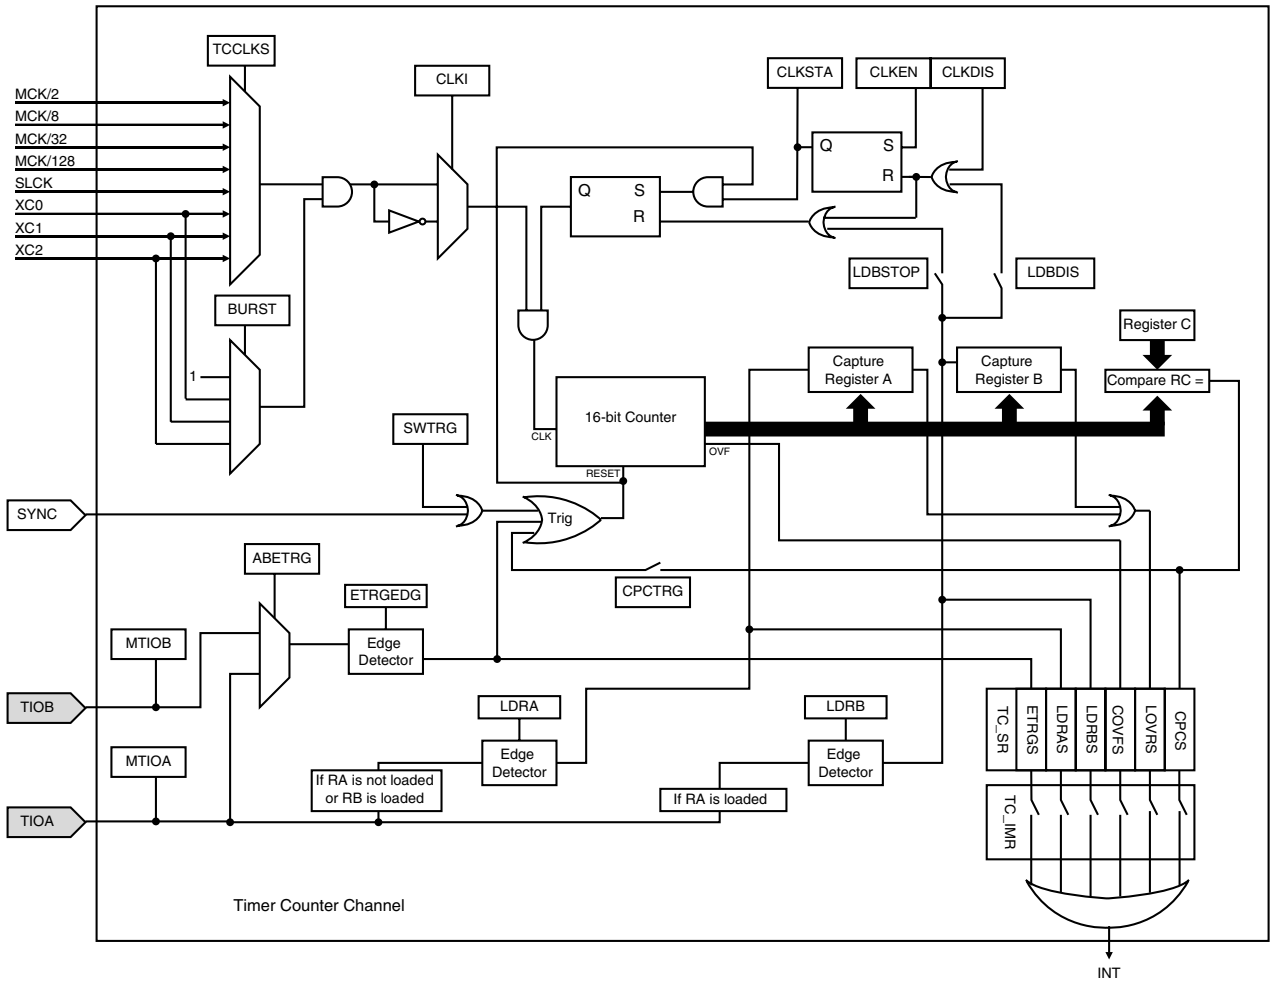 TCCLKS
CLKI
CLKSTA
CLKEN
CLKDIS
MCK/2
MCK/8
MCK/32
MCK/128
SLCK
XC0
XC1
XC2
Q
S
R
Q
S
R
LDBSTOP
LDBDIS
BURST
1
Register C
Capture
Register A
Capture
Register B
Compare RC =
16-bit Counter
CLK
OVF
RESET
SWTRG
SYNC
Trig
ABETRG
ETRGEDG
CPCTRG
MTIOB
Edge
Detector
TIOB
LDRA
LDRB
MTIOA
Edge
Detector
Edge
Detector
If RA is not loaded
or RB is loaded
If RA is loaded
TIOA
TC_SR
ETRGS
LDRAS
LDRBS
COVFS
LOVRS
CPCS
TC_IMR
Timer Counter Channel
INT